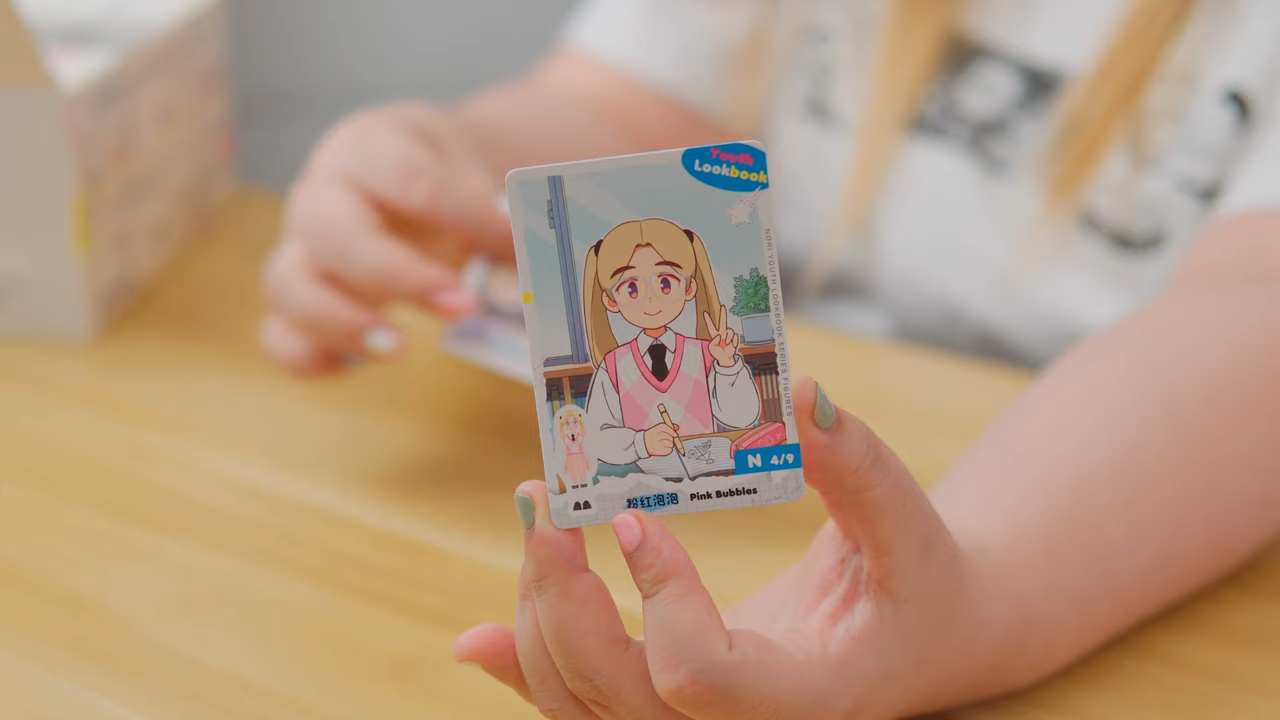 Youth
Lookbook
NORI YOUTH LOOKBOOK SERIES FIGURES
N 4/9
粉红泡泡 Pink Bubbles